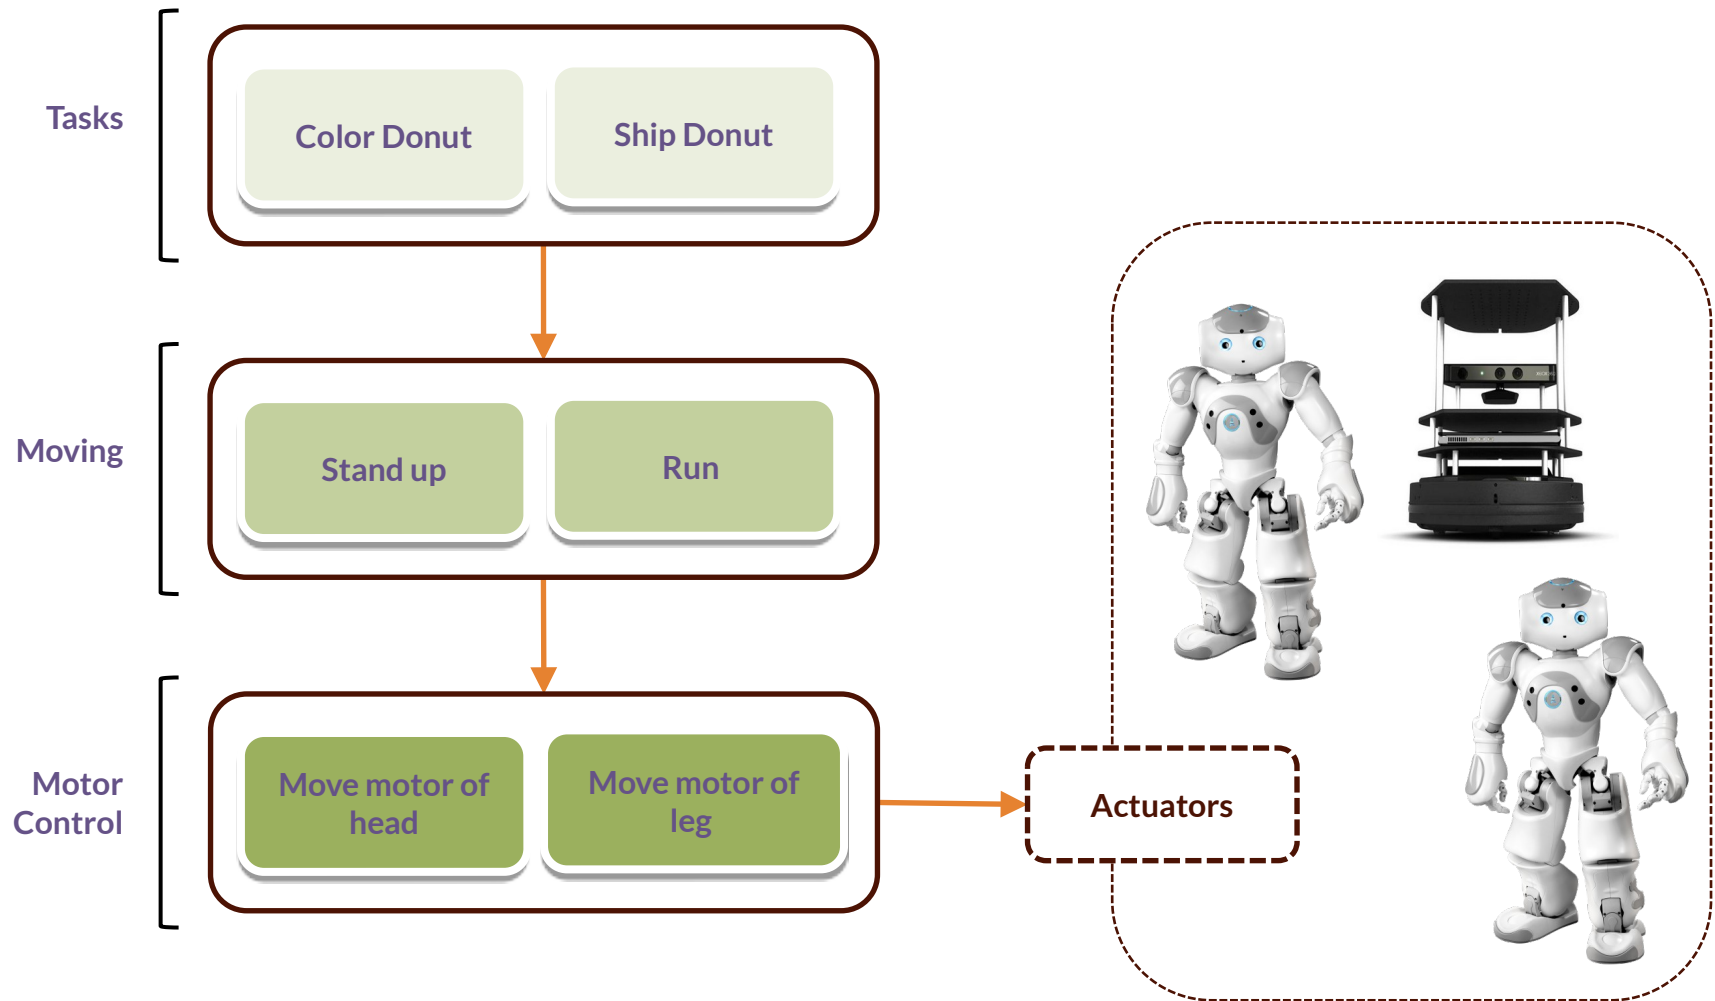 Tasks
Color Donut
Ship Donut
Moving
Stand up
Run
Motor
Control
Move motor of
head
Move motor of
leg
Actuators